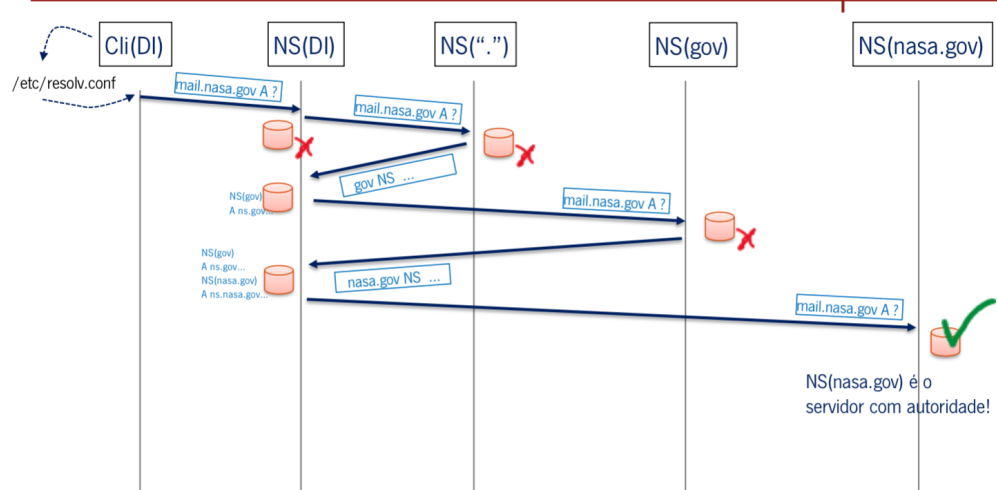 Cli(DI)
NS(DI)
NS(“.”)
NS(gov)
NS(nasa.gov)
/etc/resolv.conf
mail.nasa.gov A ?
mail.nasa.gov A ?
gov NS ...
NS(gov)
A ns.gov...
mail.nasa.gov A ?
NS(gov)
A ns.gov...
NS(nasa.gov)
A ns.nasa.gov...
nasa.gov NS ...
mail.nasa.gov A ?
NS(nasa.gov) é o
servidor com autoridade!